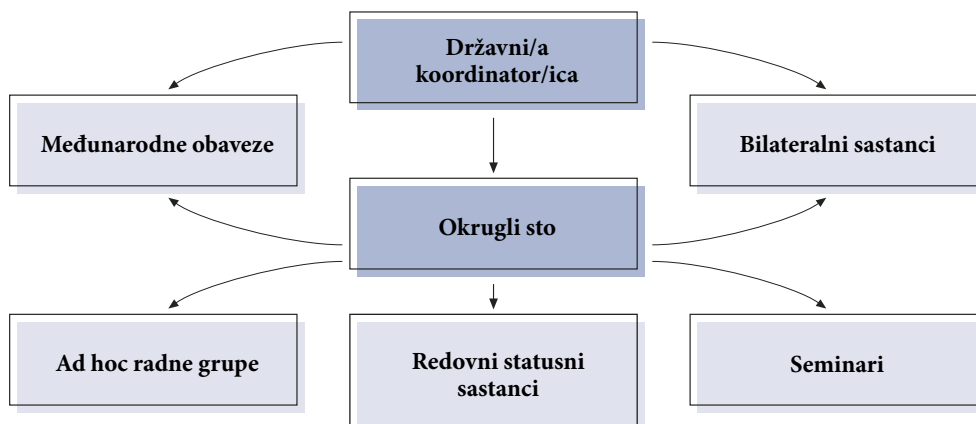 Državni/a
koordinator/ica
Međunarodne obaveze
Bilateralni sastanci
Okrugli sto
Ad hoc radne grupe
Redovni statusni
sastanci
Seminari